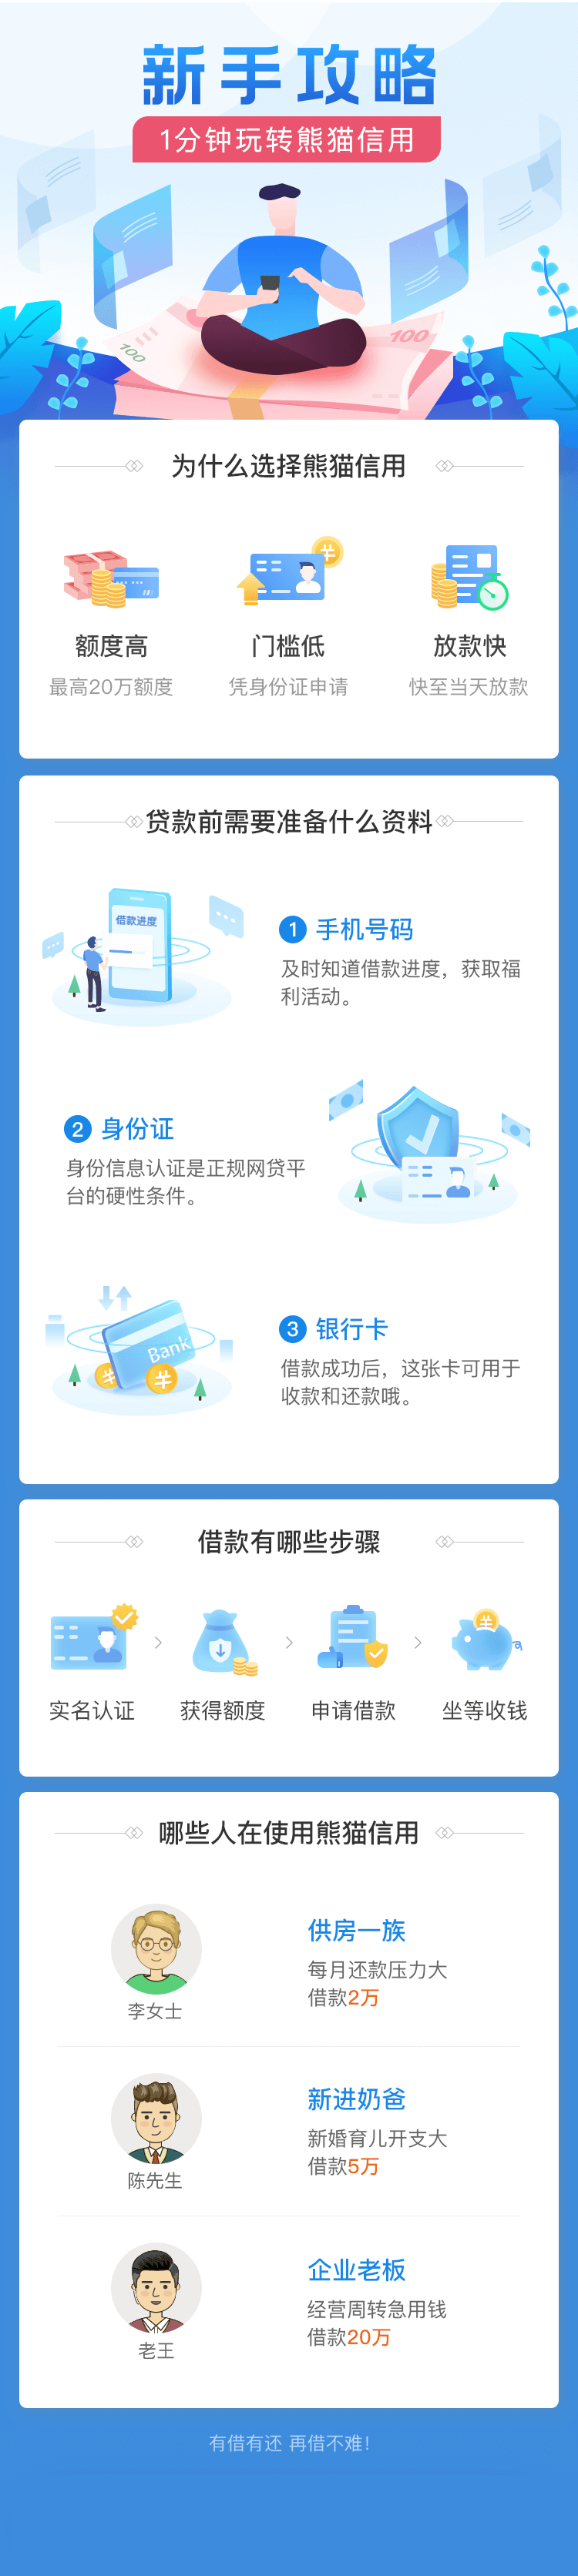 新手攻略
1分钟玩转熊猫信用
100
100
为什么选择熊猫信用
额度高
门槛低
放款快
最高20万额度
凭身份证申请
快至当天放款
贷款前需要准备什么资料
借款进度
1 手机号码
及时知道借款进度，获取福
利活动。
2 身份证
身份信息认证是正规网贷平
台的硬性条件。
Bank
3 银行卡
借款成功后，这张卡可用于
收款和还款哦。
借款有哪些步骤
实名认证
获得额度
申请借款
坐等收钱
哪些人在使用熊猫信用
李女士
供房一族
每月还款压力大
借款2万
陈先生
新进奶爸
新婚育儿开支大
借款5万
老王
企业老板
经营周转急用钱
借款20万
有借有还 再借不难！